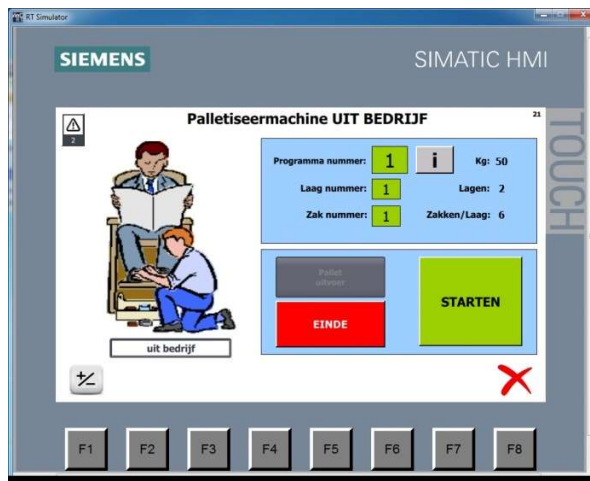 RT Simulator
SIEMENS
SIMATIC HMI
TOUCH
Palletiseermachine UIT BEDRIJF
21
2
Programma nummer: 1 i Kg: 50
Laag nummer: 1 Lagen: 2
Zak nummer: 1 Zakken/Laag: 6
Pallet
uitvoer
STARTEN
EINDE
uit bedrijf
+/-
F1 F2 F3 F4 F5 F6 F7 F8